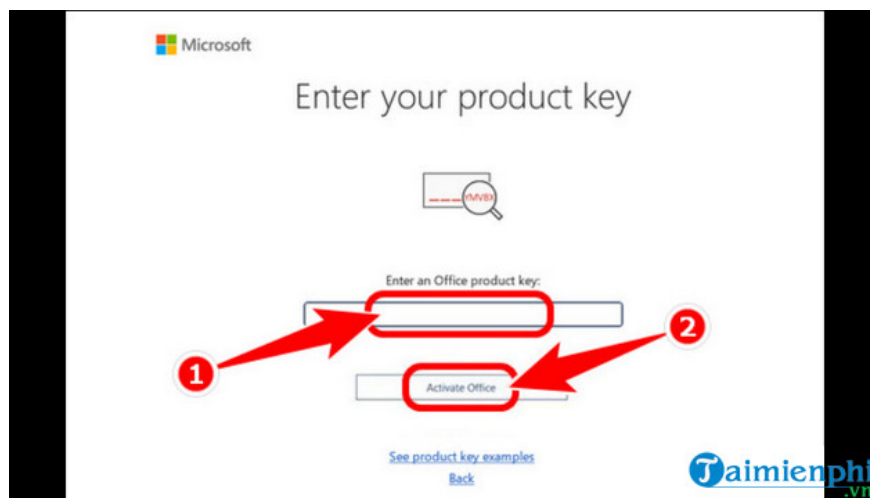 Microsoft
Enter your product key
___YMV8X
Enter an Office product key:
1
2
Activate Office
See product key examples
Back
Taimienphi
.vn